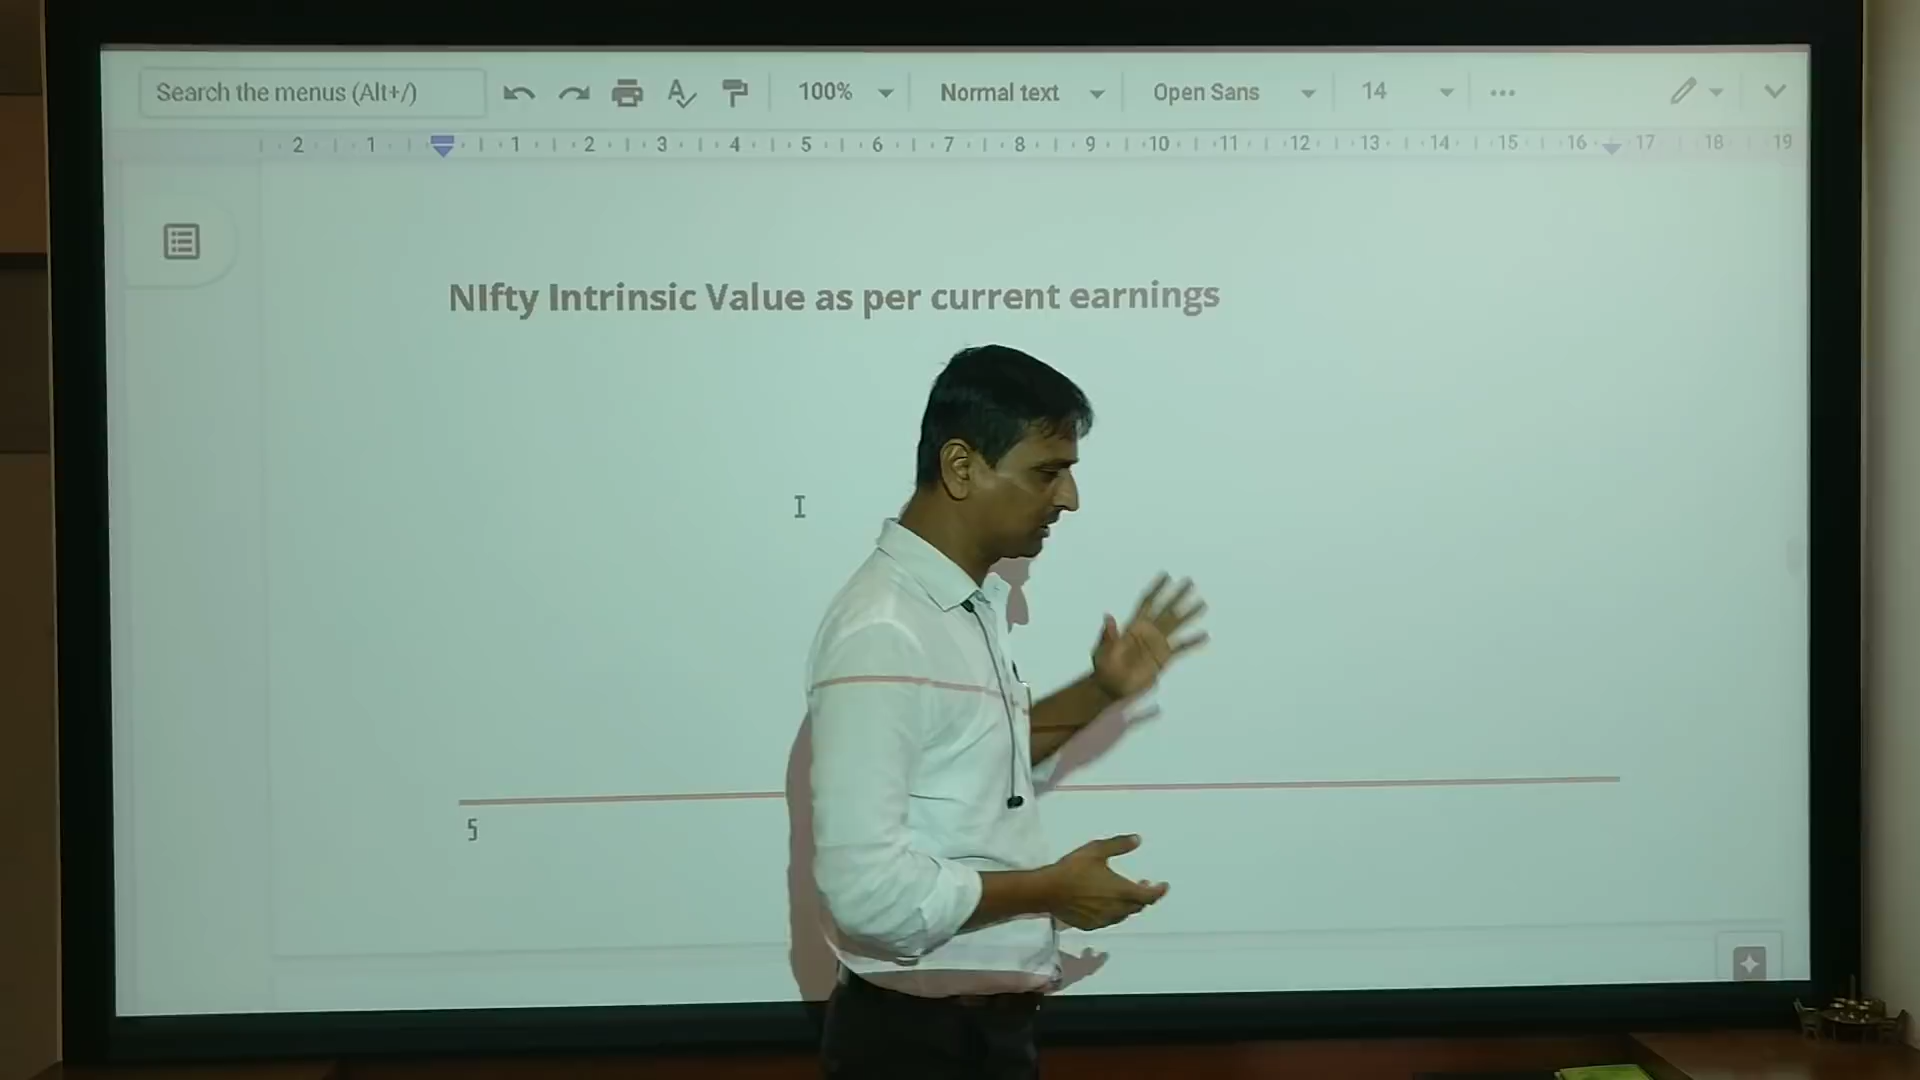 Search the menus (Alt+/) 100% Normal text Open Sans 14
2 1 1 2 3 4 5 6 7 8 9 10 11 12 13 14 15 16 17 18 19
NIfty Intrinsic Value as per current earnings
5